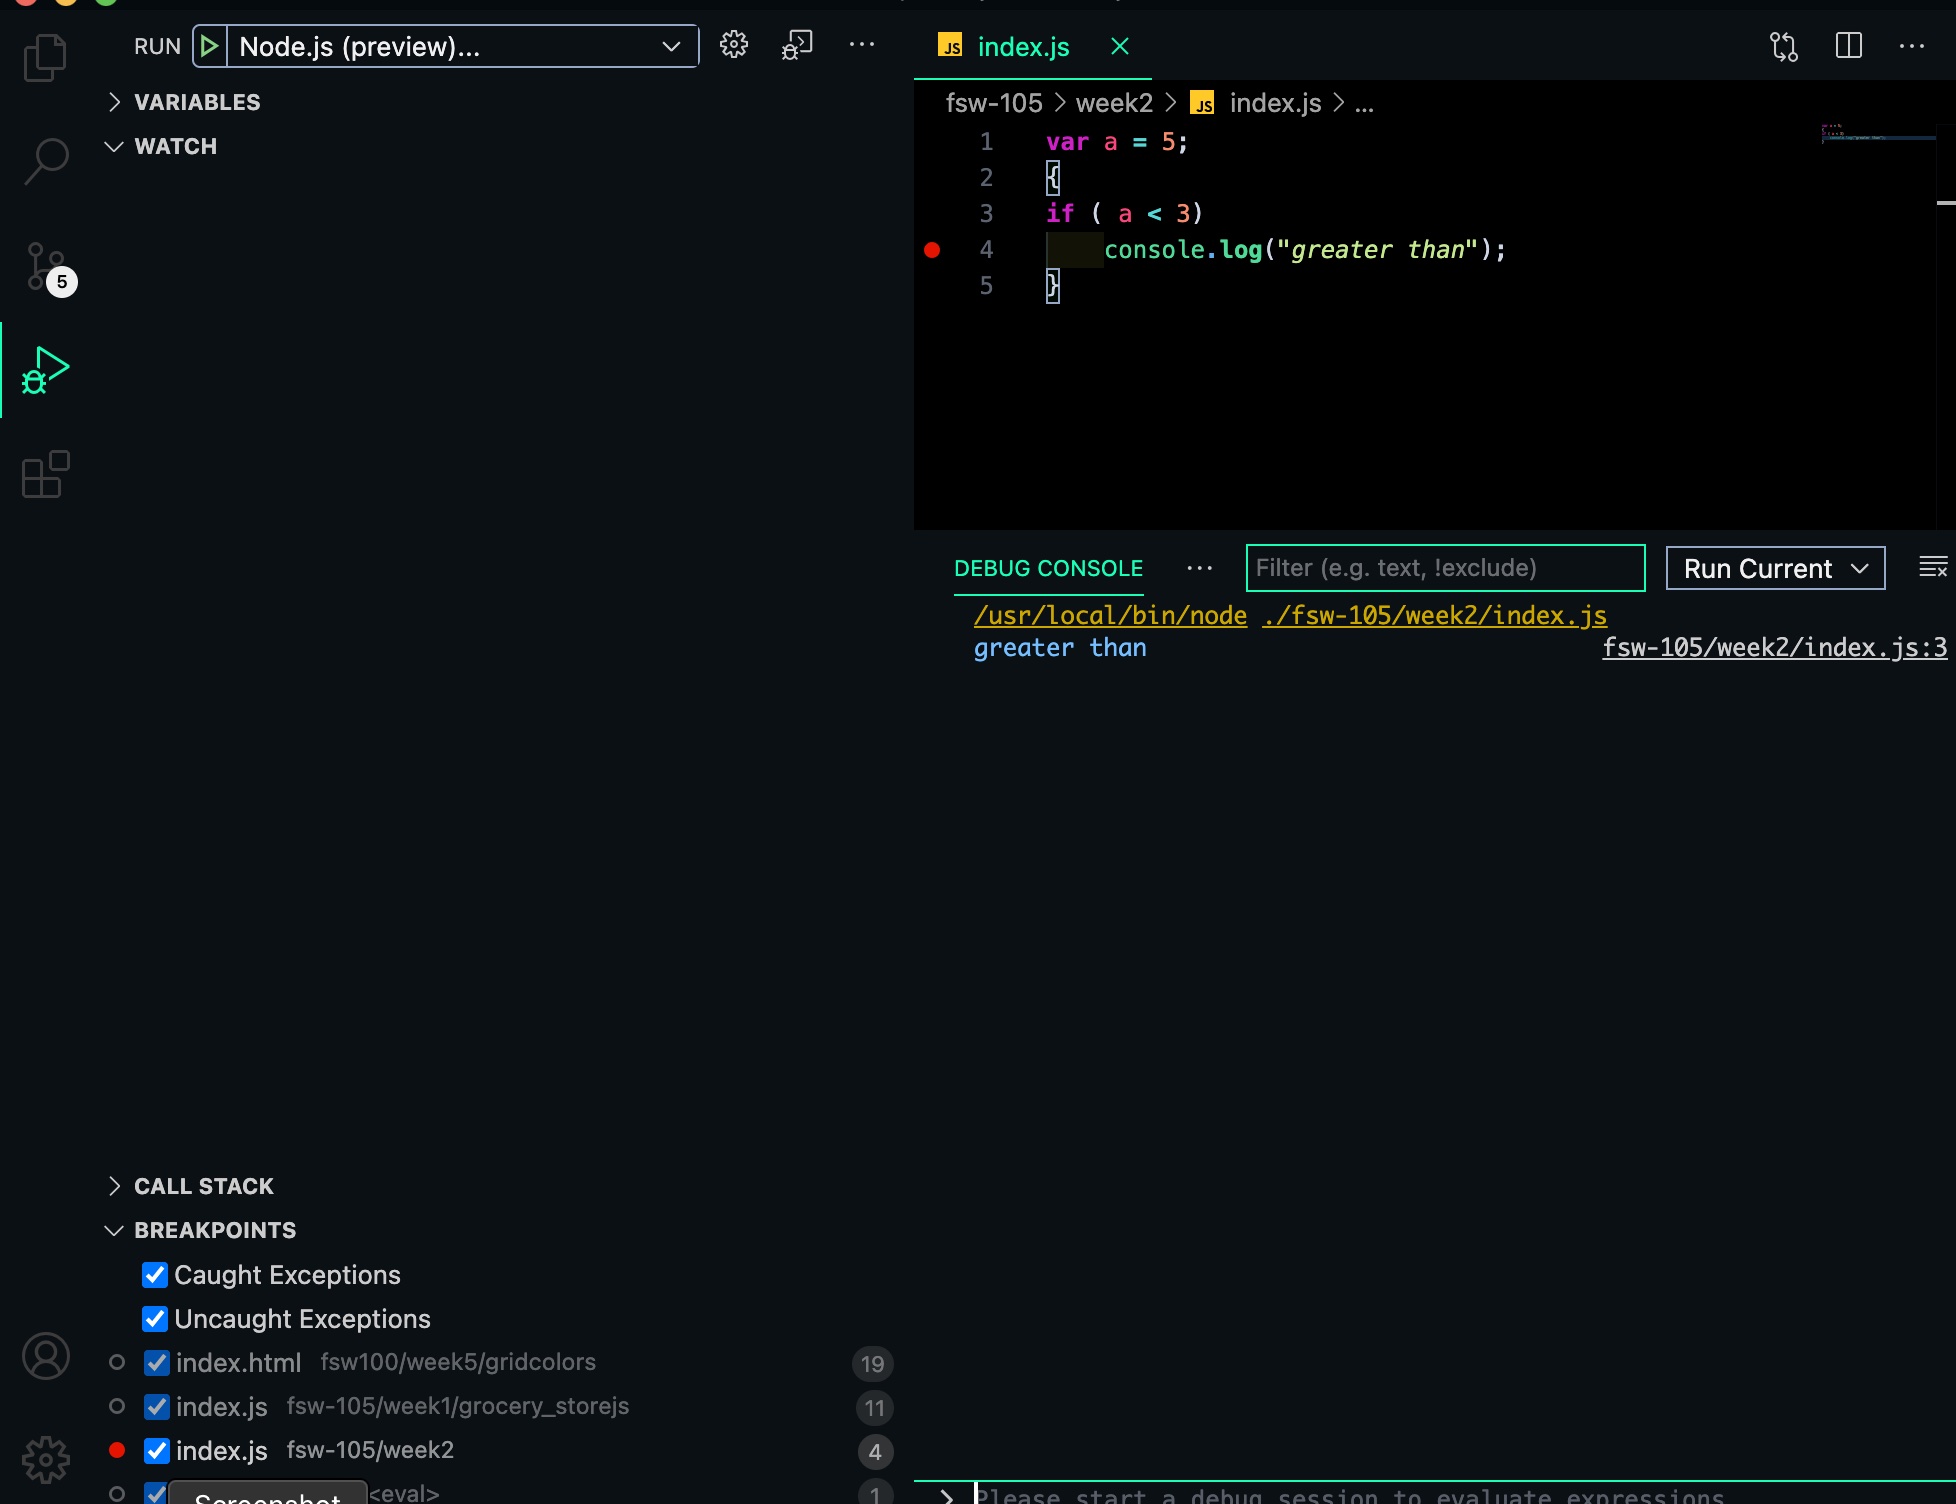 RUN Node.js (preview)...
VARIABLES
WATCH
5
CALL STACK
BREAKPOINTS
Caught Exceptions
Uncaught Exceptions
index.html fsw100/week5/gridcolors 19
index.js fsw-105/week1/grocery_storejs 11
index.js fsw-105/week2 4
Screenshot <eval> 1
JS index.js
fsw-105 > week2 > JS index.js > ...
1 var a = 5;
2 {
3 if ( a < 3)
4 console.log("greater than");
5 }
DEBUG CONSOLE ... Filter (e.g. text, !exclude) Run Current
/usr/local/bin/node ./fsw-105/week2/index.js
greater than fsw-105/week2/index.js:3
> Please start a debug session to evaluate expressions